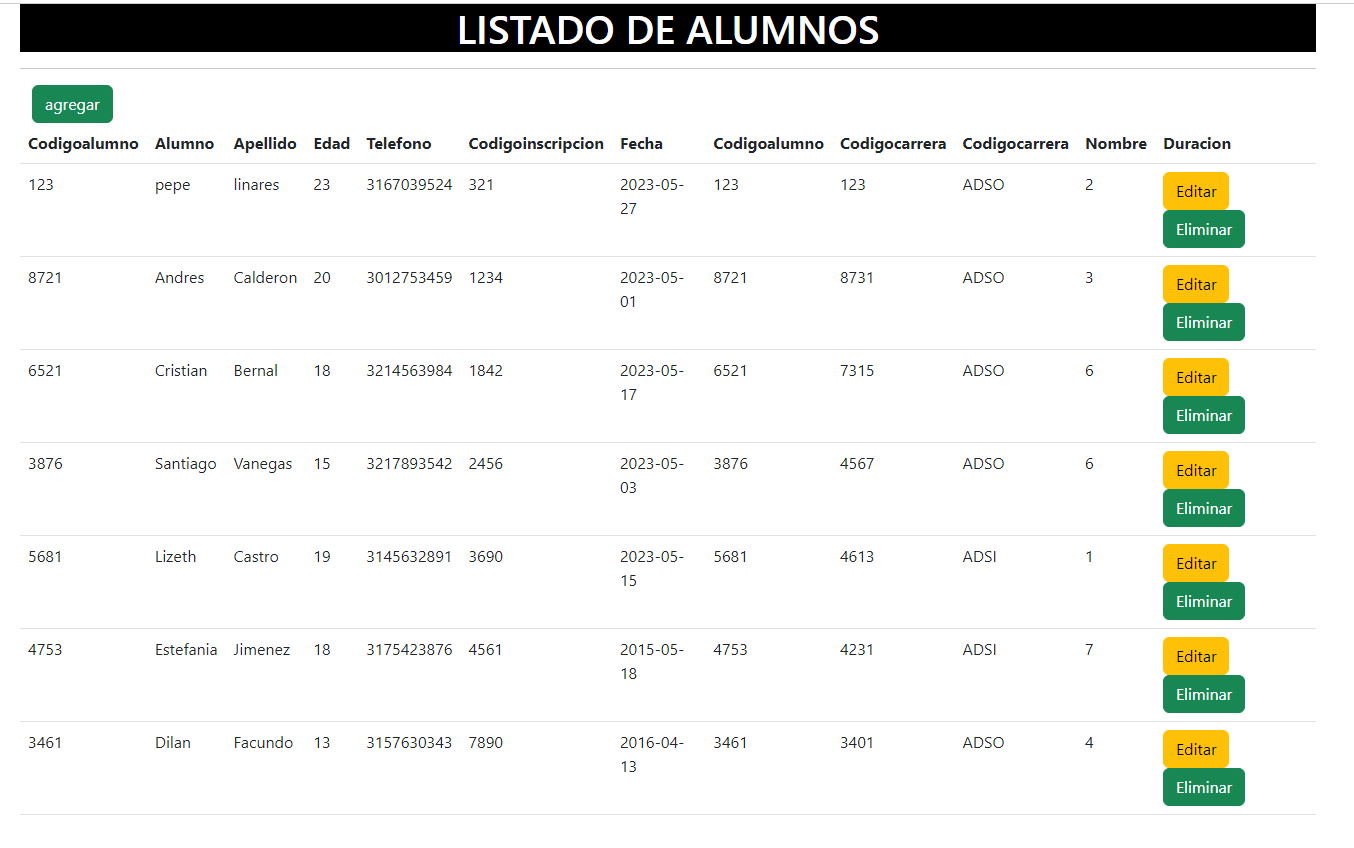 LISTADO DE ALUMNOS
agregar
Codigoalumno Alumno Apellido Edad Telefono Codigoinscripcion Fecha Codigoalumno Codigocarrera Codigocarrera Nombre Duracion
123 pepe linares 23 3167039524 321 2023-05- 123 123 ADSO 2 Editar
27 Eliminar
8721 Andres Calderon 20 3012753459 1234 2023-05- 8721 8731 ADSO 3 Editar
01 Eliminar
6521 Cristian Bernal 18 3214563984 1842 2023-05- 6521 7315 ADSO 6 Editar
17 Eliminar
3876 Santiago Vanegas 15 3217893542 2456 2023-05- 3876 4567 ADSO 6 Editar
03 Eliminar
5681 Lizeth Castro 19 3145632891 3690 2023-05- 5681 4613 ADSI 1 Editar
15 Eliminar
4753 Estefania Jimenez 18 3175423876 4561 2015-05- 4753 4231 ADSI 7 Editar
18 Eliminar
3461 Dilan Facundo 13 3157630343 7890 2016-04- 3461 3401 ADSO 4 Editar
13 Eliminar